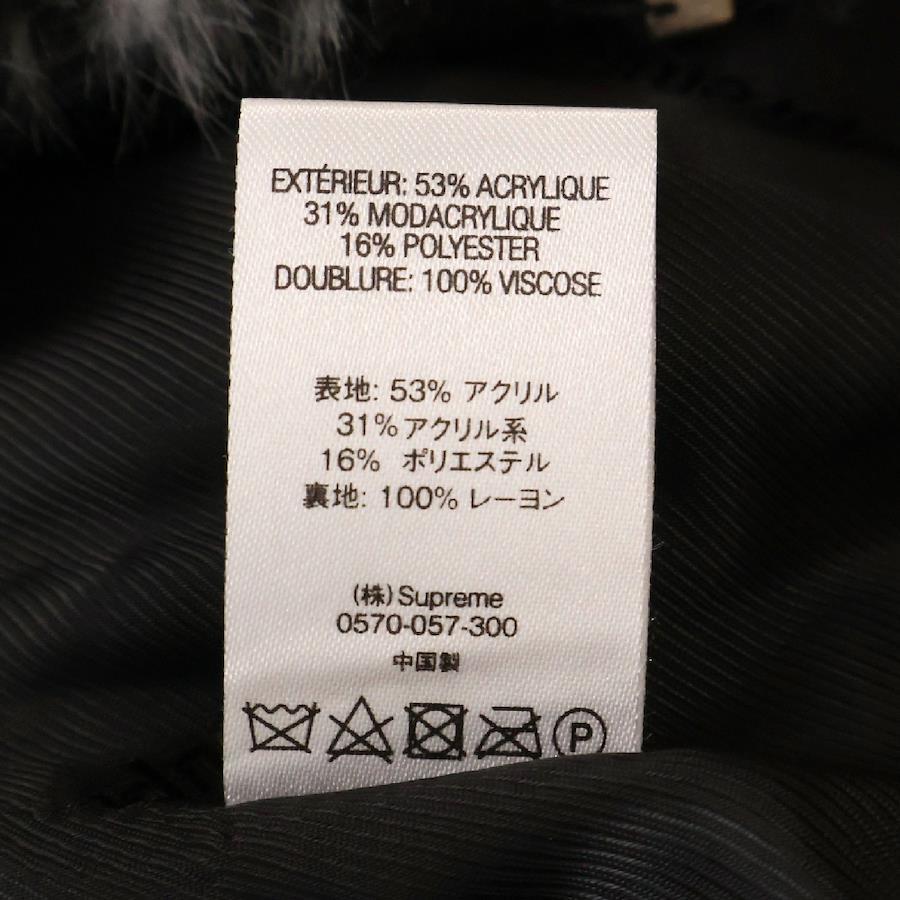 EXTÉRIEUR: 53% ACRYLIQUE
31% MODACRYLIQUE
16% POLYESTER
DOUBLURE: 100% VISCOSE
表地: 53% アクリル
31%アクリル系
16% ポリエステル
裏地: 100% レーヨン
(株)Supreme
0570-057-300
中国製
P